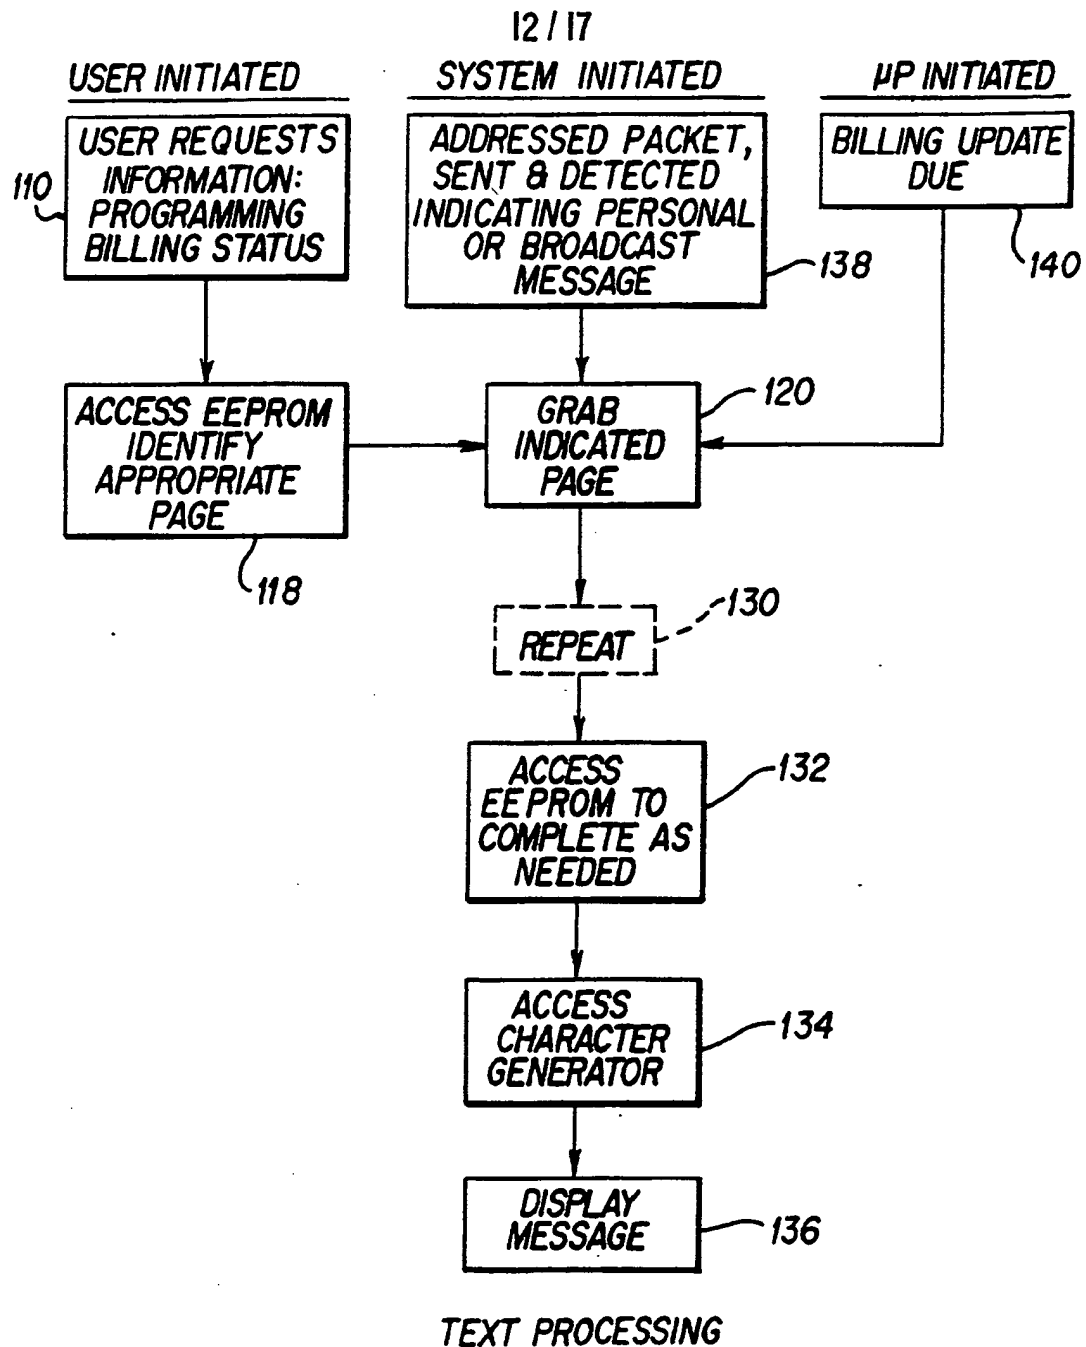 12/17
USER INITIATED
SYSTEM INITIATED
µP INITIATED
USER REQUESTS
INFORMATION:
PROGRAMMING
BILLING STATUS
110
ADDRESSED PACKET,
SENT & DETECTED
INDICATING PERSONAL
OR BROADCAST
MESSAGE
138
BILLING UPDATE
DUE
140
ACCESS EEPROM
IDENTIFY
APPROPRIATE
PAGE
118
GRAB
INDICATED
PAGE
120
REPEAT
130
ACCESS
EEPROM TO
COMPLETE AS
NEEDED
132
ACCESS
CHARACTER
GENERATOR
134
DISPLAY
MESSAGE
136
TEXT PROCESSING